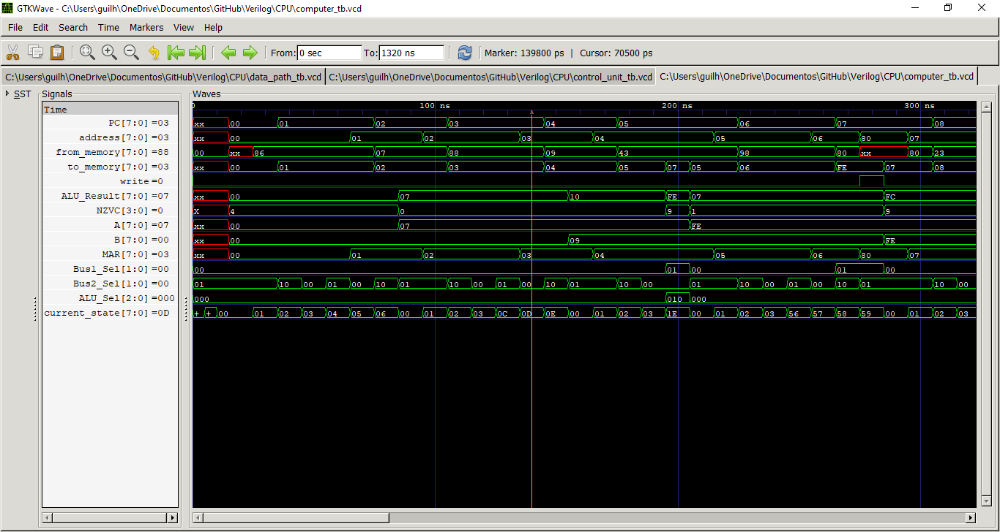 GTKWave - C:\Users\guilh\OneDrive\Documentos\GitHub\Verilog\CPU\computer_tb.vcd
File Edit Search Time Markers View Help
From: 0 sec To: 1320 ns Marker: 139800 ps | Cursor: 70500 ps
C:\Users\guilh\OneDrive\Documentos\GitHub\Verilog\CPU\data_path_tb.vcd C:\Users\guilh\OneDrive\Documentos\GitHub\Verilog\CPU\control_unit_tb.vcd C:\Users\guilh\OneDrive\Documentos\GitHub\Verilog\CPU\computer_tb.vcd
SST Signals Waves
Time 0 100 ns 200 ns 300 ns
PC[7:0] =03 xx 00 01 02 03 04 05 06 07 08
address[7:0] =03 xx 00 01 02 03 04 05 06 80 07
from_memory[7:0] =88 00 xx 86 07 88 09 43 98 80 xx 80 23
to_memory[7:0] =03 xx 00 01 02 03 04 05 07 05 06 FE 07 08
write =0
ALU_Result[7:0] =07 xx 00 07 10 FE 07 FC
NZVC[3:0] =0 X 4 0 9 1 9
A[7:0] =07 xx 00 07 FE
B[7:0] =00 xx 00 09 FE
MAR[7:0] =03 xx 00 01 02 03 04 05 06 80 07
Bus1_Sel[1:0] =00 00 01 00 01 00
Bus2_Sel[1:0] =00 01 10 00 01 00 10 01 10 00 01 00 10 01 10 00 01 10 00 01 00 10 01 10 00
ALU_Sel[2:0] =000 000 010 000
current_state[7:0] =0D + + 00 01 02 03 04 05 06 00 01 02 03 0C 0D 0E 00 01 02 03 1E 00 01 02 03 56 57 58 59 00 01 02 03